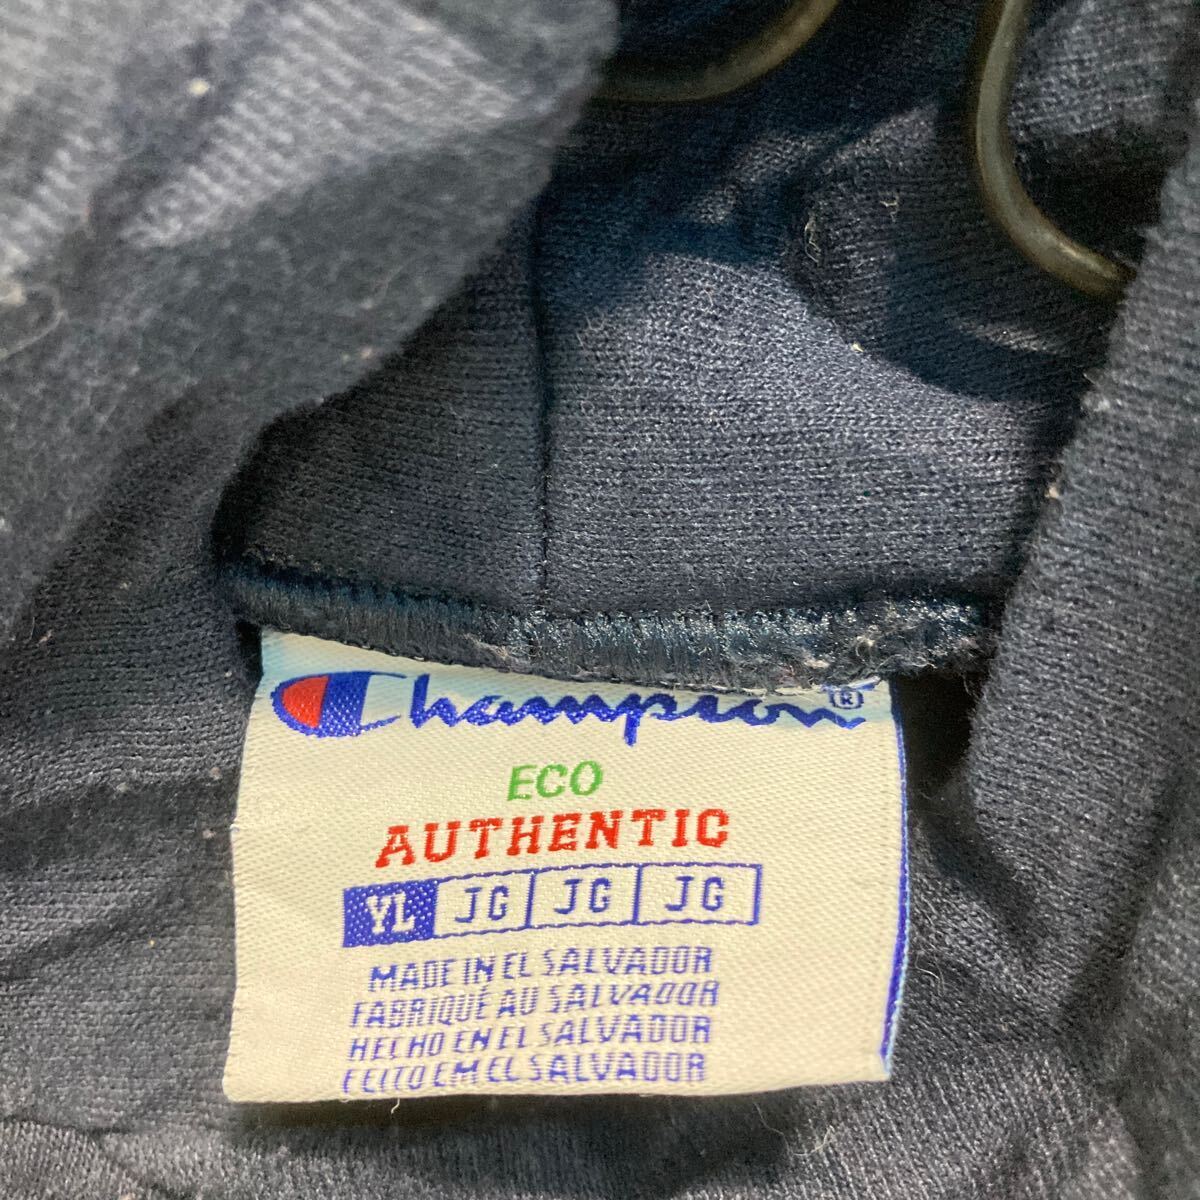 Champion®
ECO
AUTHENTIC
YL JG JG JG
MADE IN EL SALVADOR
FABRIQUÉ AU SALVADOR
HECHO EN EL SALVADOR
FEITO EM EL SALVADOR